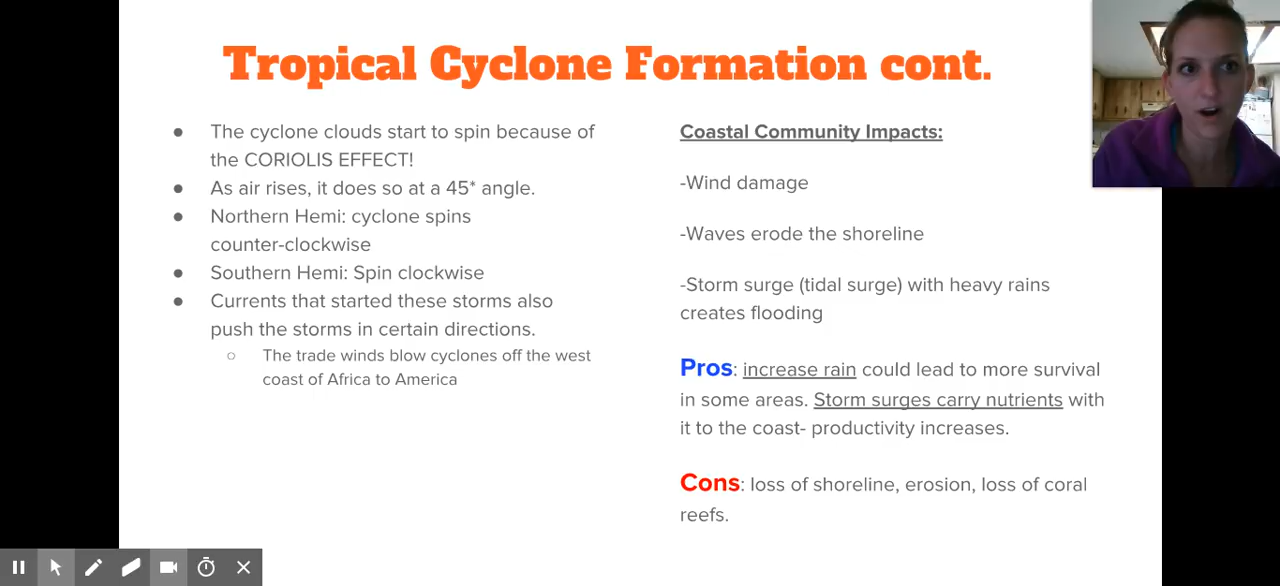 Tropical Cyclone Formation cont.
● The cyclone clouds start to spin because of
the CORIOLIS EFFECT!
● As air rises, it does so at a 45* angle.
● Northern Hemi: cyclone spins
counter-clockwise
● Southern Hemi: Spin clockwise
● Currents that started these storms also
push the storms in certain directions.
○ The trade winds blow cyclones off the west
coast of Africa to America
Coastal Community Impacts:
-Wind damage
-Waves erode the shoreline
-Storm surge (tidal surge) with heavy rains
creates flooding
Pros: increase rain could lead to more survival
in some areas. Storm surges carry nutrients with
it to the coast- productivity increases.
Cons: loss of shoreline, erosion, loss of coral
reefs.